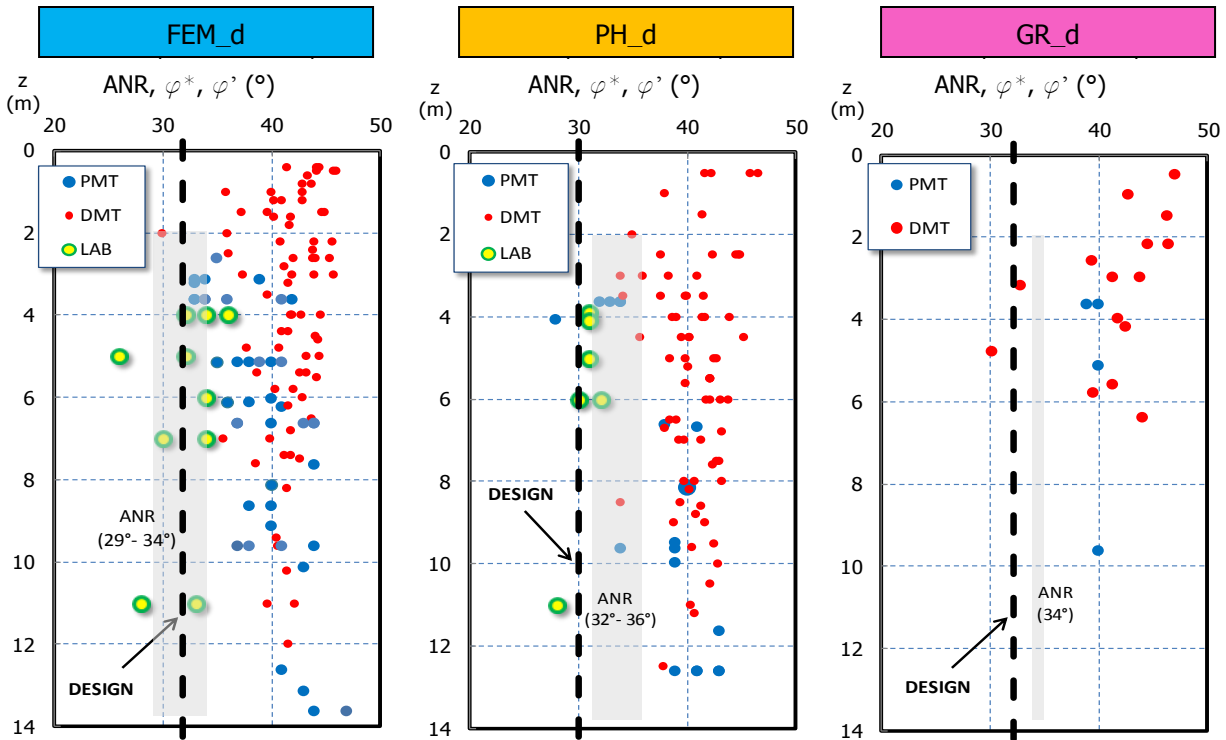 FEM_d
z
(m)
ANR, φ*, φ’ (°)
20 30 40 50
0
2
4
6
8
10
12
14
PMT
DMT
LAB
ANR
(29°- 34°)
DESIGN
PH_d
z
(m)
ANR, φ*, φ’ (°)
20 30 40 50
0
2
4
6
8
10
12
14
PMT
DMT
LAB
DESIGN
ANR
(32°- 36°)
GR_d
z
(m)
ANR, φ*, φ’ (°)
20 30 40 50
0
2
4
6
8
10
12
14
PMT
DMT
ANR
(34°)
DESIGN